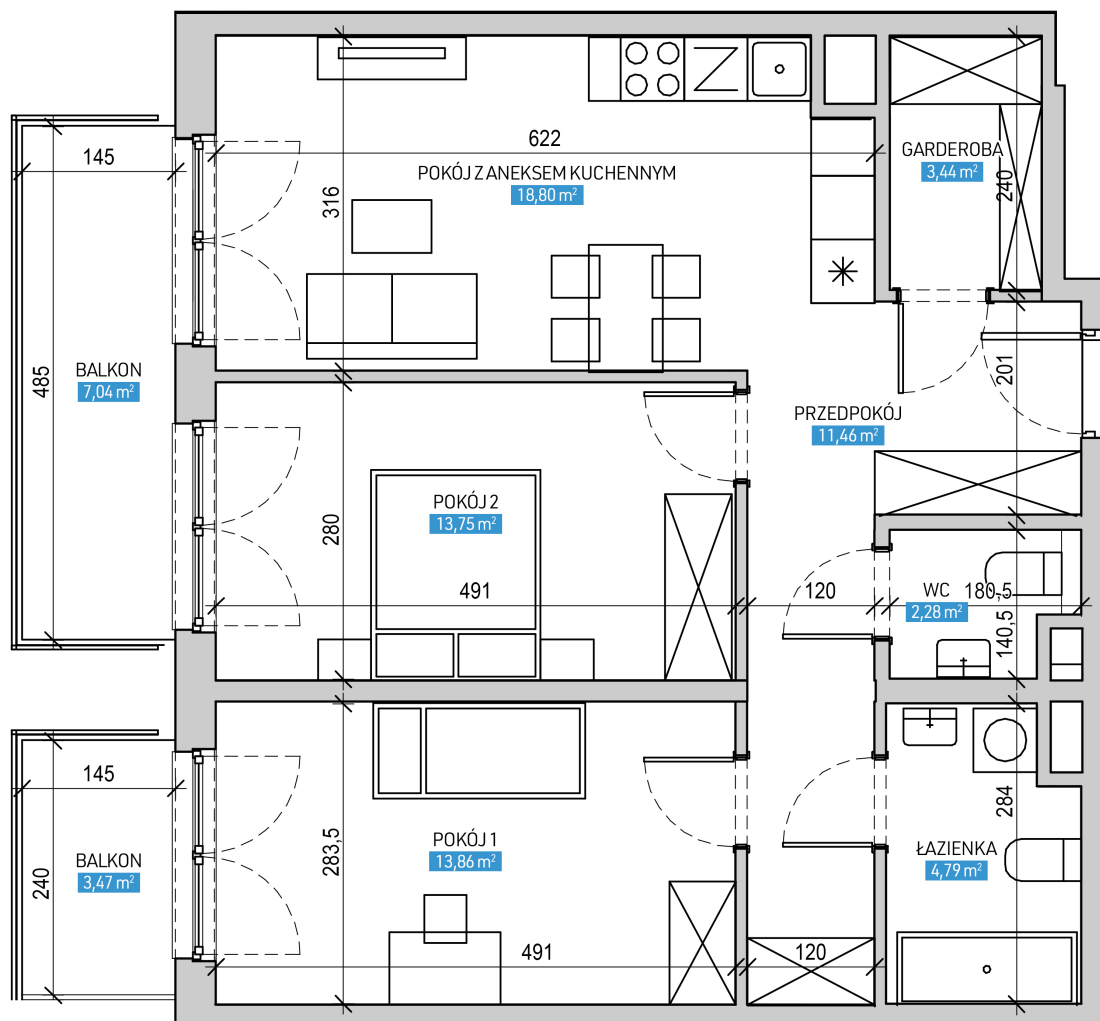 622
145
POKÓJ Z ANEKSEM KUCHENNYM
18,80 m²
316
GARDEROBA
3,44 m²
240
BALKON
7,04 m²
485
201
PRZEDPOKÓJ
11,46 m²
POKÓJ 2
13,75 m²
280
491
120
WC
2,28 m²
180,5
140,5
145
BALKON
3,47 m²
240
POKÓJ 1
13,86 m²
283,5
491
120
284
ŁAZIENKA
4,79 m²